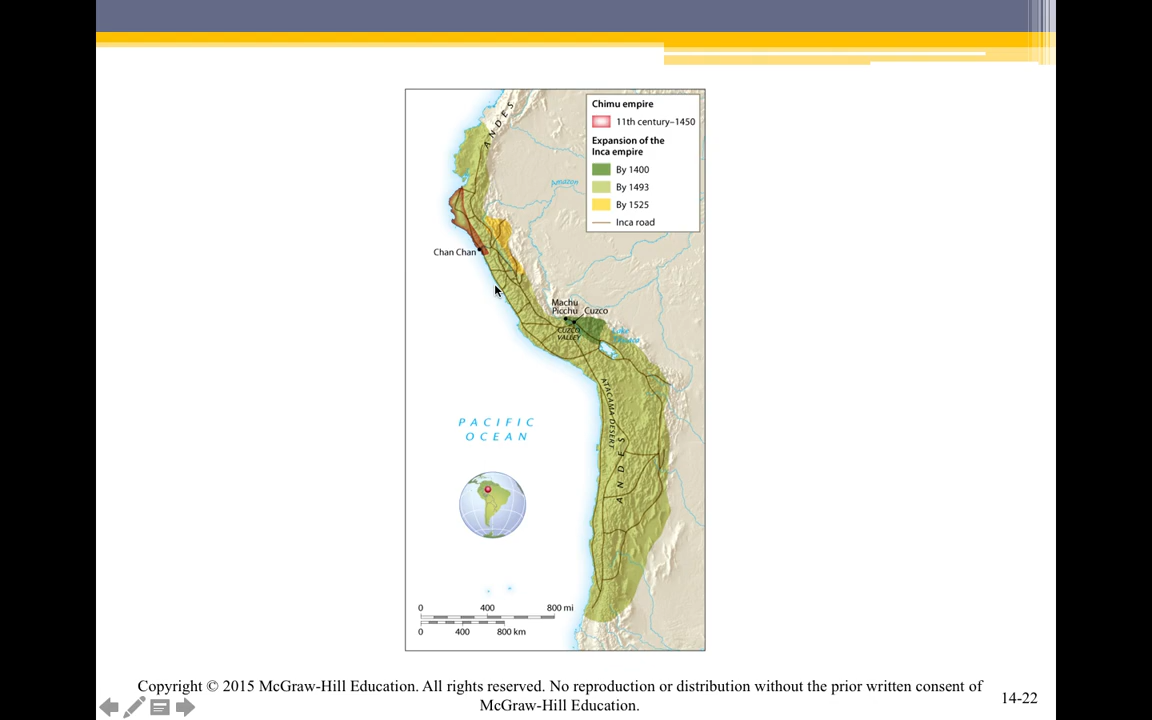 ANDES
Chimu empire
11th century–1450
Expansion of the
Inca empire
By 1400
By 1493
By 1525
Inca road
Amazon
Chan Chan
Machu
Picchu
Cuzco
CUZCO
VALLEY
Lake
Titicaca
ATACAMA DESERT
ANDES
PACIFIC
OCEAN
0 400 800 mi
0 400 800 km
Copyright © 2015 McGraw-Hill Education. All rights reserved. No reproduction or distribution without the prior written consent of
McGraw-Hill Education.
14-22